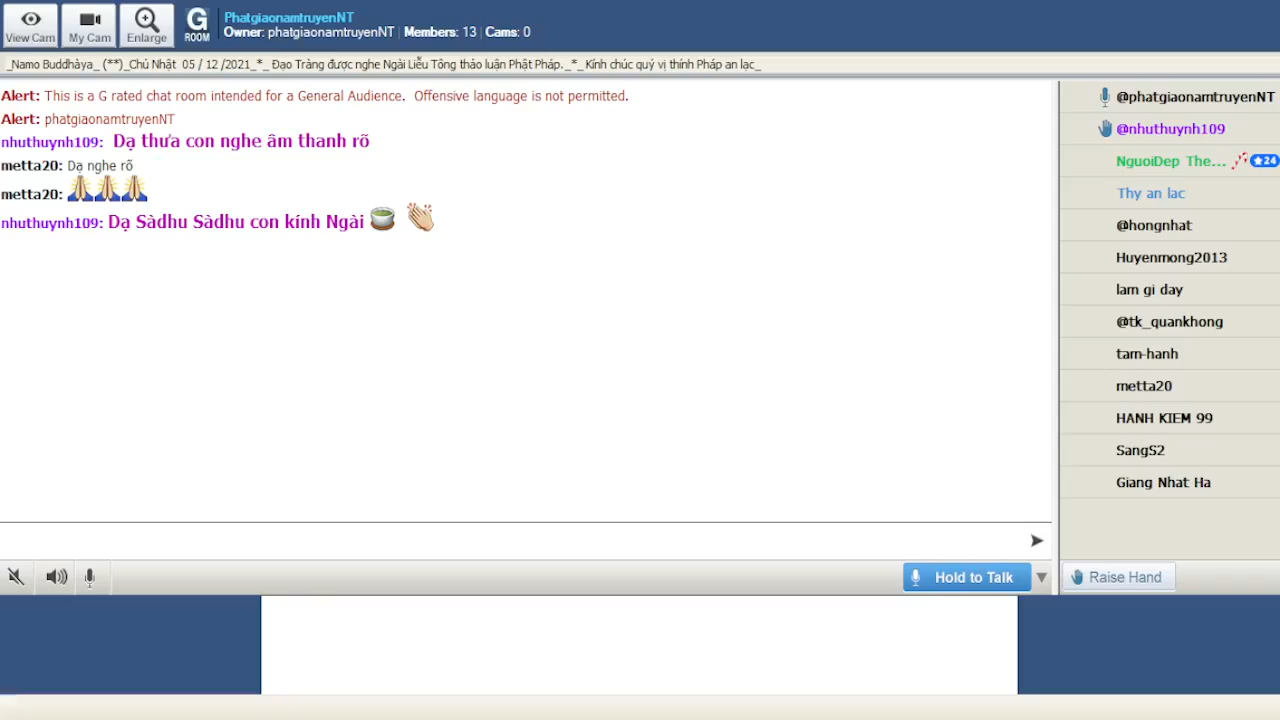 View Cam
My Cam
Enlarge
G
ROOM
PhatgiaonamtruyenNT
Owner: phatgiaonamtruyenNT | Members: 13 | Cams: 0
_Namo Buddhàya_ (**)_Chủ Nhật 05 / 12 /2021_*_ Đạo Tràng được nghe Ngài Liễu Tông thảo luận Phật Pháp._*_Kính chúc quý vị thính Pháp an lạc_
Alert: This is a G rated chat room intended for a General Audience. Offensive language is not permitted.
Alert: phatgiaonamtruyenNT
nhuthuynh109: Dạ thưa con nghe âm thanh rõ
metta20: Dạ nghe rõ
metta20:
nhuthuynh109: Dạ Sàdhu Sàdhu con kính Ngài
@phatgiaonamtruyenNT
@nhuthuynh109
NguoiDep The... 24
Thy an lac
@hongnhat
Huyenmong2013
lam gi day
@tk_quankhong
tam-hanh
metta20
HANH KIEM 99
SangS2
Giang Nhat Ha
Hold to Talk
Raise Hand